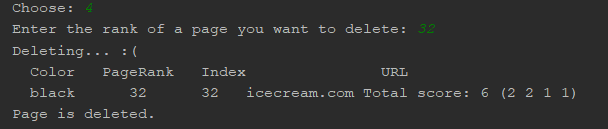 Choose: 4
Enter the rank of a page you want to delete: 32
Deleting... :(
Color PageRank Index URL
black 32 32 icecream.com Total score: 6 (2 2 1 1)
Page is deleted.